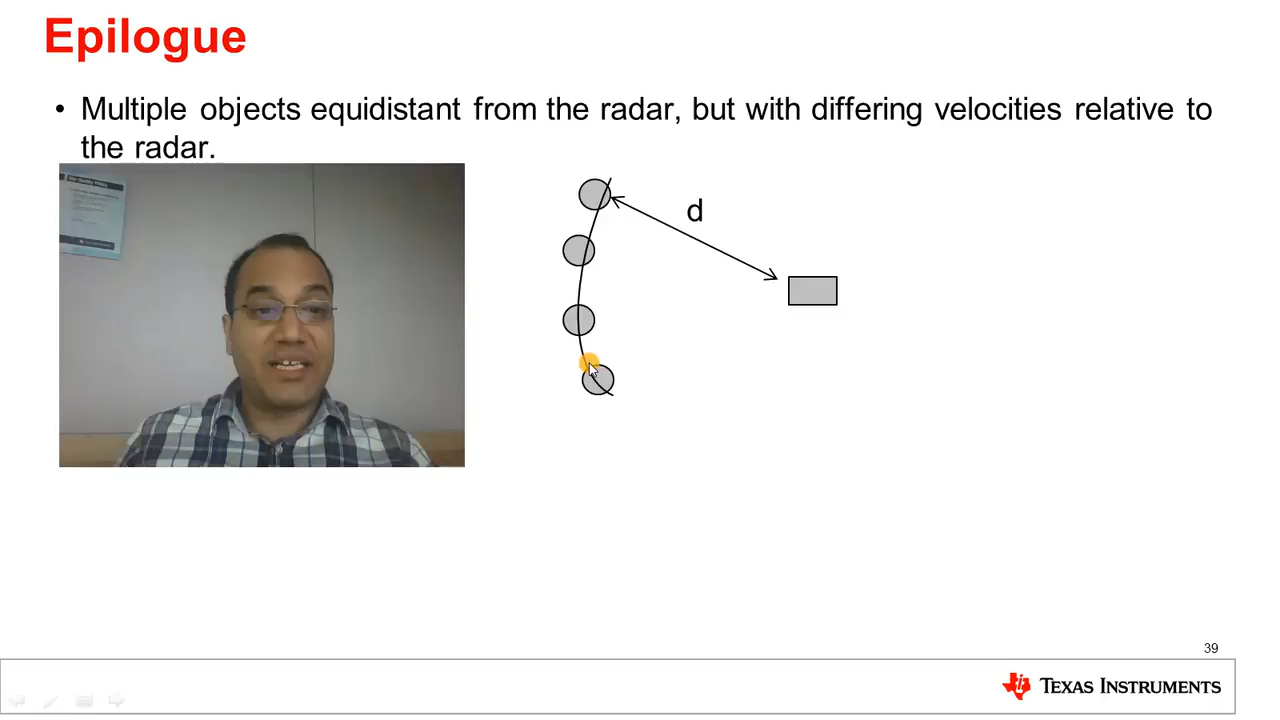 Epilogue
• Multiple objects equidistant from the radar, but with differing velocities relative to
the radar.
d
39
TEXAS INSTRUMENTS